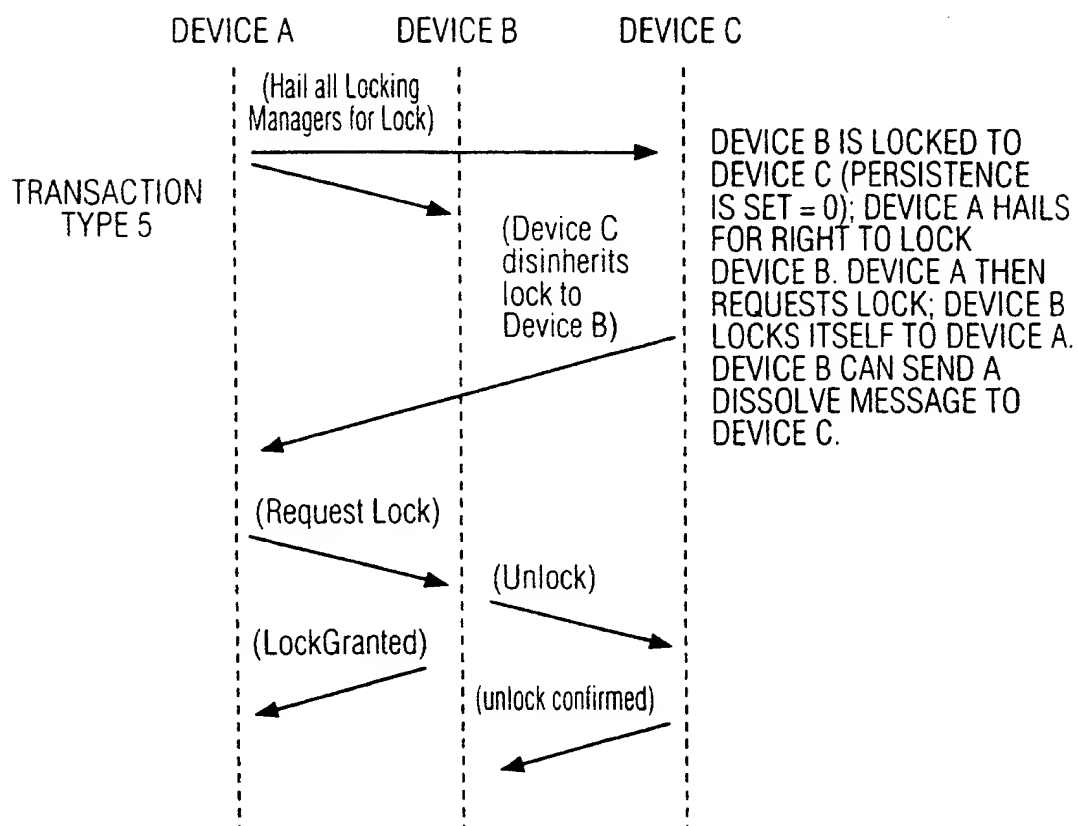 DEVICE A DEVICE B DEVICE C
(Hail all Locking
Managers for Lock)
TRANSACTION
TYPE 5
DEVICE B IS LOCKED TO
DEVICE C (PERSISTENCE
IS SET = 0); DEVICE A HAILS
FOR RIGHT TO LOCK
DEVICE B. DEVICE A THEN
REQUESTS LOCK; DEVICE B
LOCKS ITSELF TO DEVICE A.
DEVICE B CAN SEND A
DISSOLVE MESSAGE TO
DEVICE C.
(Device C
disinherits
lock to
Device B)
(Request Lock)
(Unlock)
(LockGranted)
(unlock confirmed)